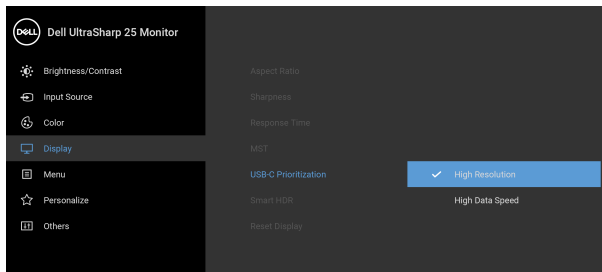 DELL Dell UltraSharp 25 Monitor
Brightness/Contrast
Input Source
Color
Display
Menu
Personalize
Others
Aspect Ratio
Sharpness
Response Time
MST
USB-C Prioritization
Smart HDR
Reset Display
High Resolution
High Data Speed